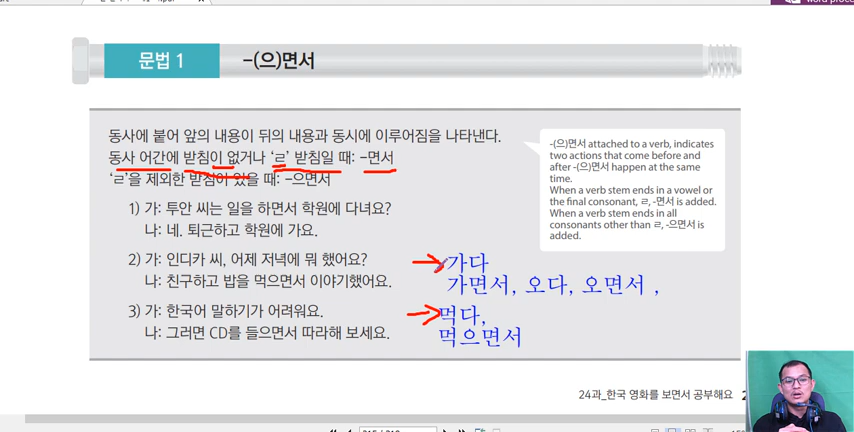 문법 1
-(으)면서
동사에 붙어 앞의 내용이 뒤의 내용과 동시에 이루어짐을 나타낸다.
동사 어간에 받침이 없거나 ‘ㄹ’ 받침일 때: -면서
‘ㄹ’을 제외한 받침이 있을 때: -으면서
1) 가: 투안 씨는 일을 하면서 학원에 다녀요?
나: 네. 퇴근하고 학원에 가요.
2) 가: 인디카 씨, 어제 저녁에 뭐 했어요?
나: 친구하고 밥을 먹으면서 이야기했어요.
3) 가: 한국어 말하기가 어려워요.
나: 그러면 CD를 들으면서 따라해 보세요.
-(으)면서 attached to a verb, indicates
two actions that come before and
after -(으)면서 happen at the same
time.
When a verb stem ends in a vowel or
the final consonant, ㄹ, -면서 is added.
When a verb stem ends in all
consonants other than ㄹ, -으면서 is
added.
가다
가면서, 오다, 오면서 ,
먹다,
먹으면서
24과_한국 영화를 보면서 공부해요